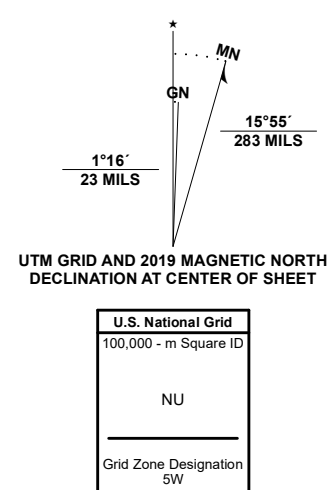 ★
MN
GN
15°55´
283 MILS
1°16´
23 MILS
UTM GRID AND 2019 MAGNETIC NORTH
DECLINATION AT CENTER OF SHEET
U.S. National Grid
100,000 - m Square ID
NU
Grid Zone Designation
5W